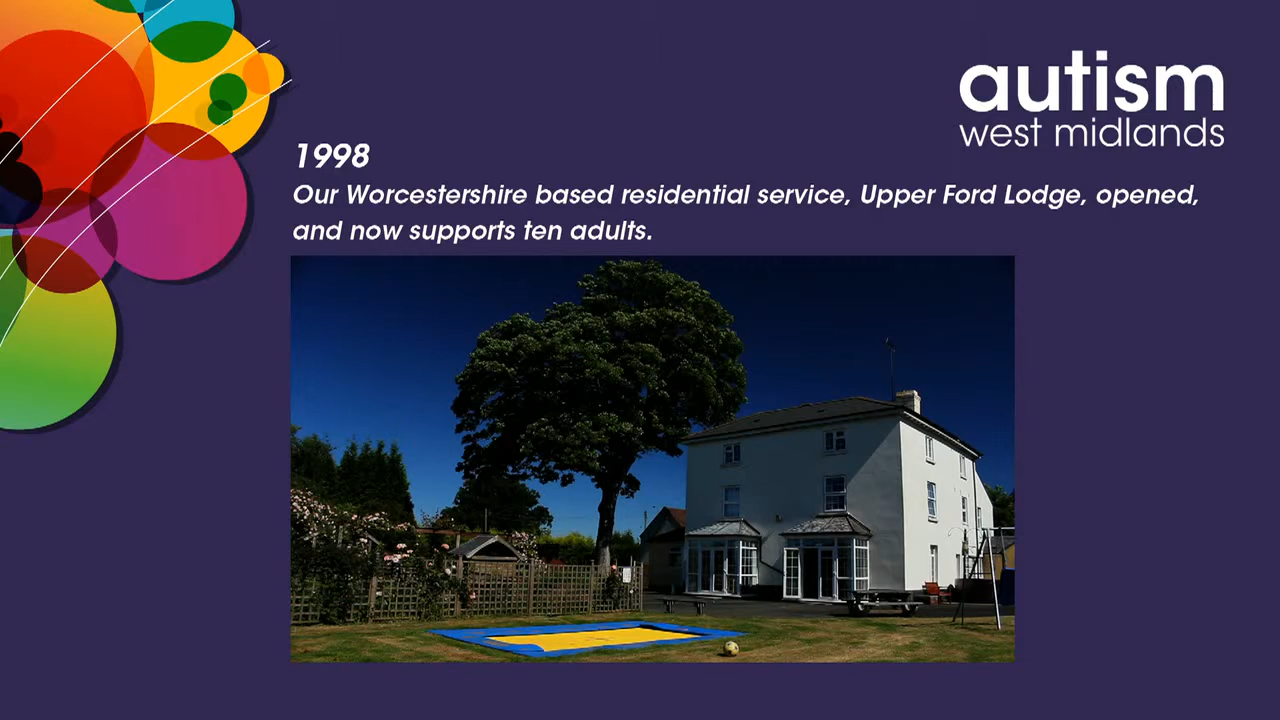 autism
west midlands
1998
Our Worcestershire based residential service, Upper Ford Lodge, opened,
and now supports ten adults.